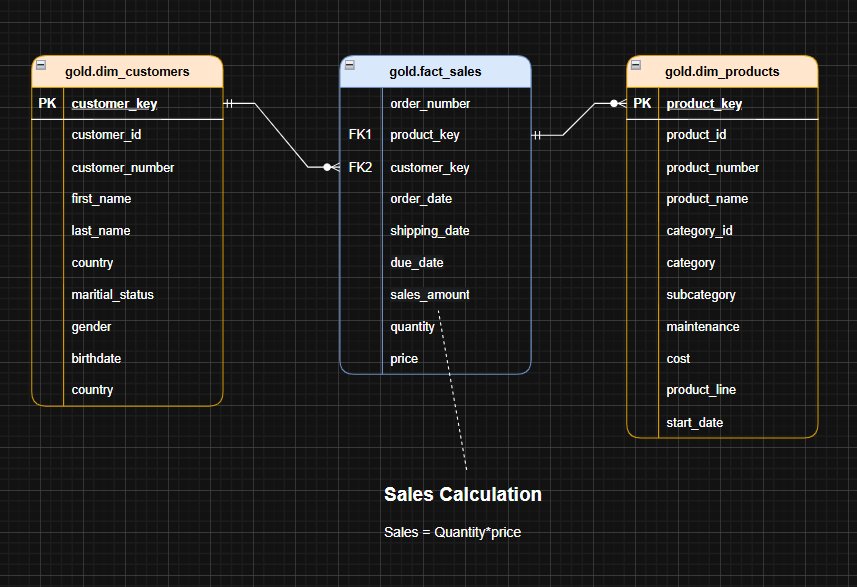 gold.dim_customers
PK customer_key
customer_id
customer_number
first_name
last_name
country
maritial_status
gender
birthdate
country
gold.fact_sales
order_number
FK1 product_key
FK2 customer_key
order_date
shipping_date
due_date
sales_amount
quantity
price
gold.dim_products
PK product_key
product_id
product_number
product_name
category_id
category
subcategory
maintenance
cost
product_line
start_date
Sales Calculation
Sales = Quantity*price